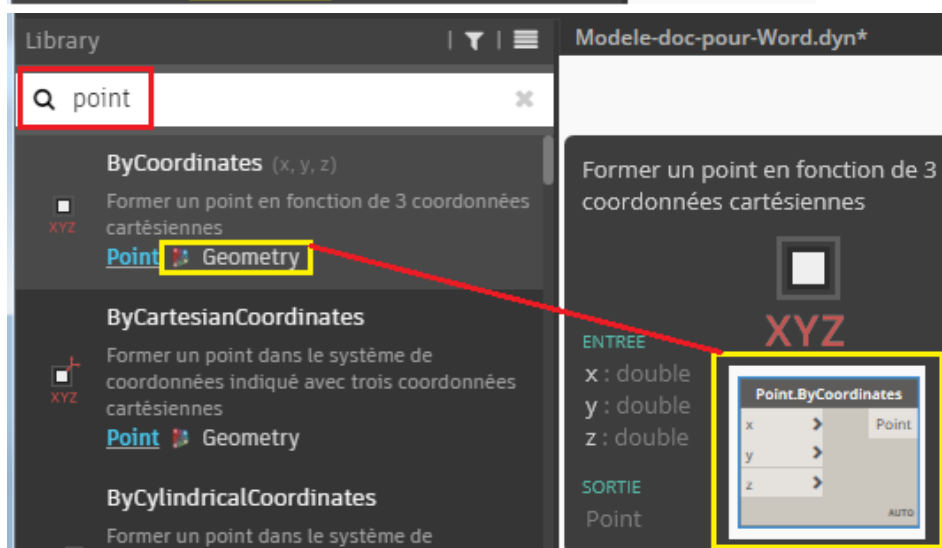 Library
Modele-doc-pour-Word.dyn*
point
ByCoordinates (x, y, z)
Former un point en fonction de 3 coordonnées
cartésiennes
Point Geometry
XYZ
ByCartesianCoordinates
Former un point dans le système de
coordonnées indiqué avec trois coordonnées
cartésiennes
Point Geometry
XYZ
ByCylindricalCoordinates
Former un point dans le système de
Former un point en fonction de 3
coordonnées cartésiennes
XYZ
ENTREE
x : double
y : double
z : double
SORTIE
Point
Point.ByCoordinates
x Point
y
z
AUTO